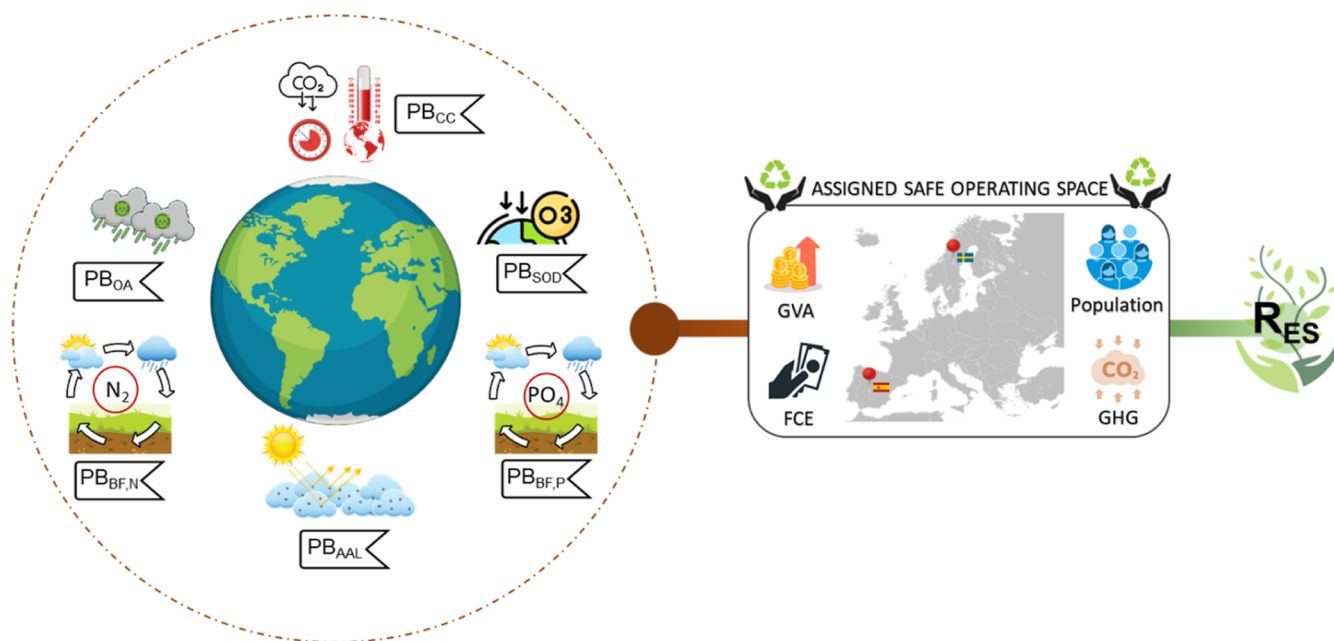 CO₂
PB_CC
PB_OA
O3
PB_SOD
N₂
PB_BF,N
PO₄
PB_BF,P
PB_AAL
ASSIGNED SAFE OPERATING SPACE
GVA
Population
FCE
CO₂
GHG
R_ES